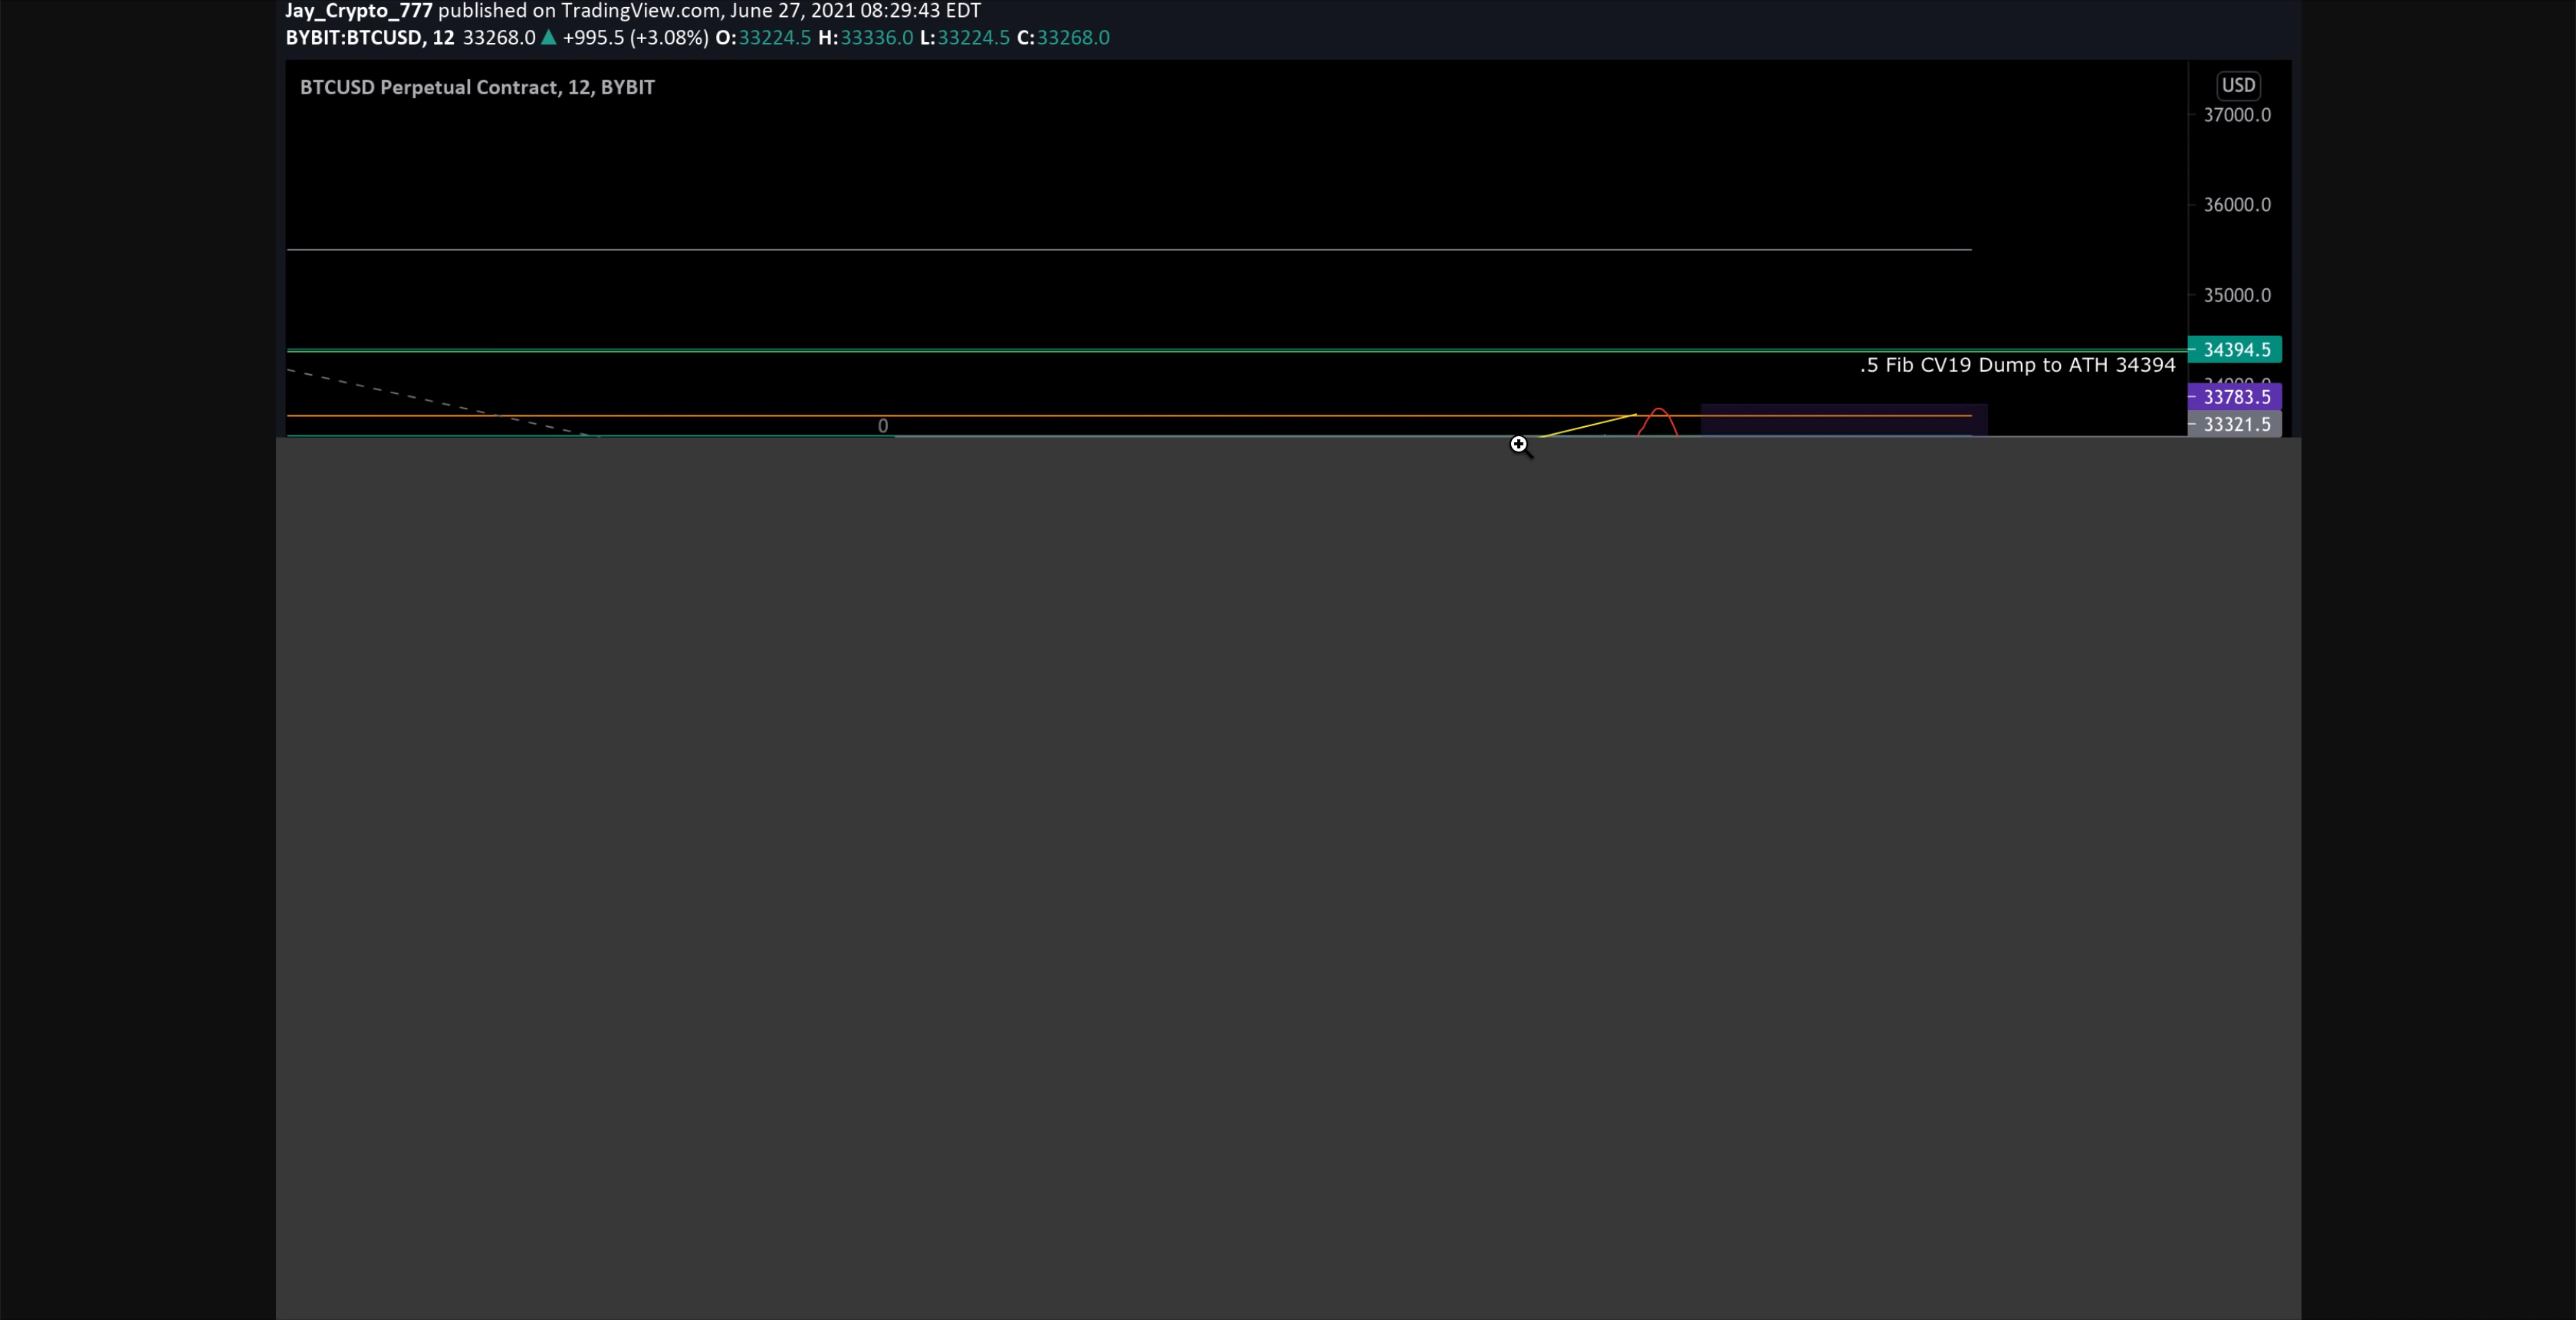 Jay_Crypto_777 published on TradingView.com, June 27, 2021 08:29:43 EDT
BYBIT:BTCUSD, 12 33268.0 ▲ +995.5 (+3.08%) O:33224.5 H:33336.0 L:33224.5 C:33268.0
BTCUSD Perpetual Contract, 12, BYBIT
USD
37000.0
36000.0
35000.0
34394.5
.5 Fib CV19 Dump to ATH 34394
33783.5
0
33321.5